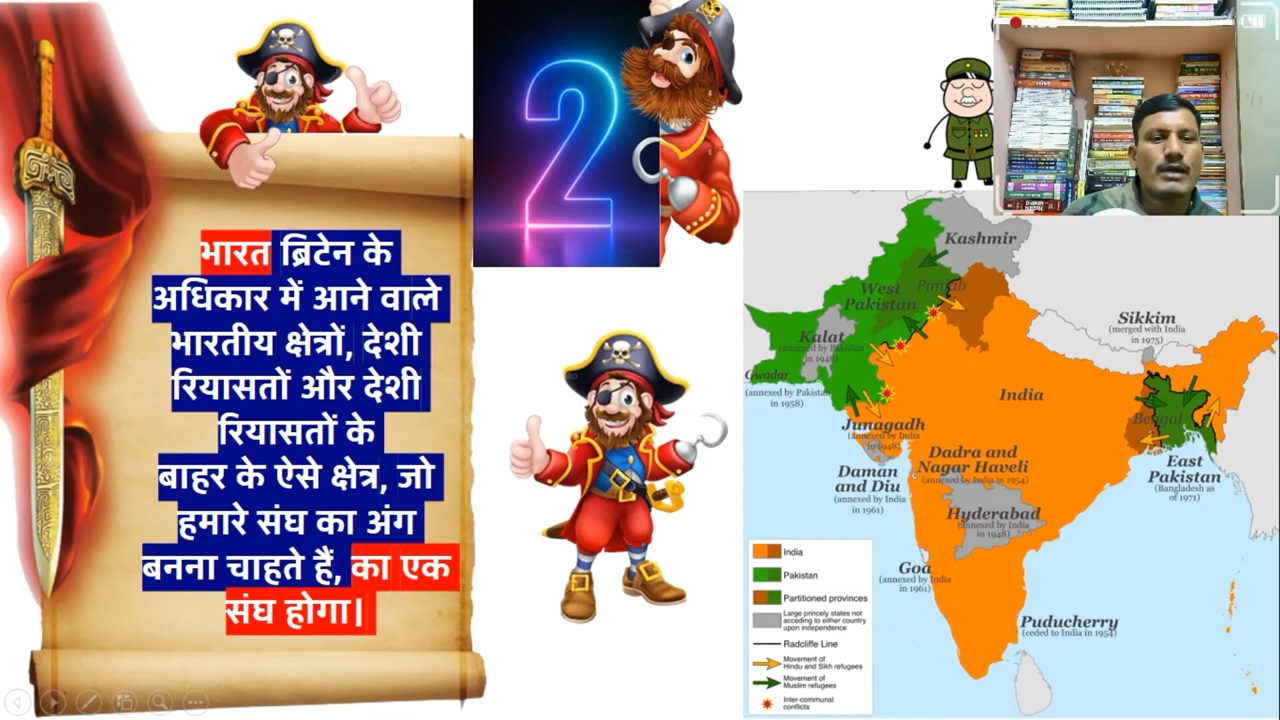 भारत ब्रिटेन के
अधिकार में आने वाले
भारतीय क्षेत्रों, देशी
रियासतों और देशी
रियासतों के
बाहर के ऐसे क्षेत्र, जो
हमारे संघ का अंग
बनना चाहते हैं, का एक
संघ होगा|
2
Kashmir
Punjab
West
Pakistan
Kalat
(annexed by Pakistan
in 1948)
Gwadar
(annexed by Pakistan
in 1958)
Sikkim
(merged with India
in 1975)
India
Bengal
East
Pakistan
(Bangladesh as
of 1971)
Junagadh
(annexed by India
in 1948)
Daman
and Diu
(annexed by India
in 1961)
Dadra and
Nagar Haveli
(annexed by India in 1954)
Hyderabad
(annexed by India
in 1948)
Goa
(annexed by India
in 1961)
Puducherry
(ceded to India in 1954)
India
Pakistan
Partitioned provinces
Large princely states not
acceding to either country
upon independence
Radcliffe Line
Movement of
Hindu and Sikh refugees
Movement of
Muslim refugees
Inter-communal
conflicts